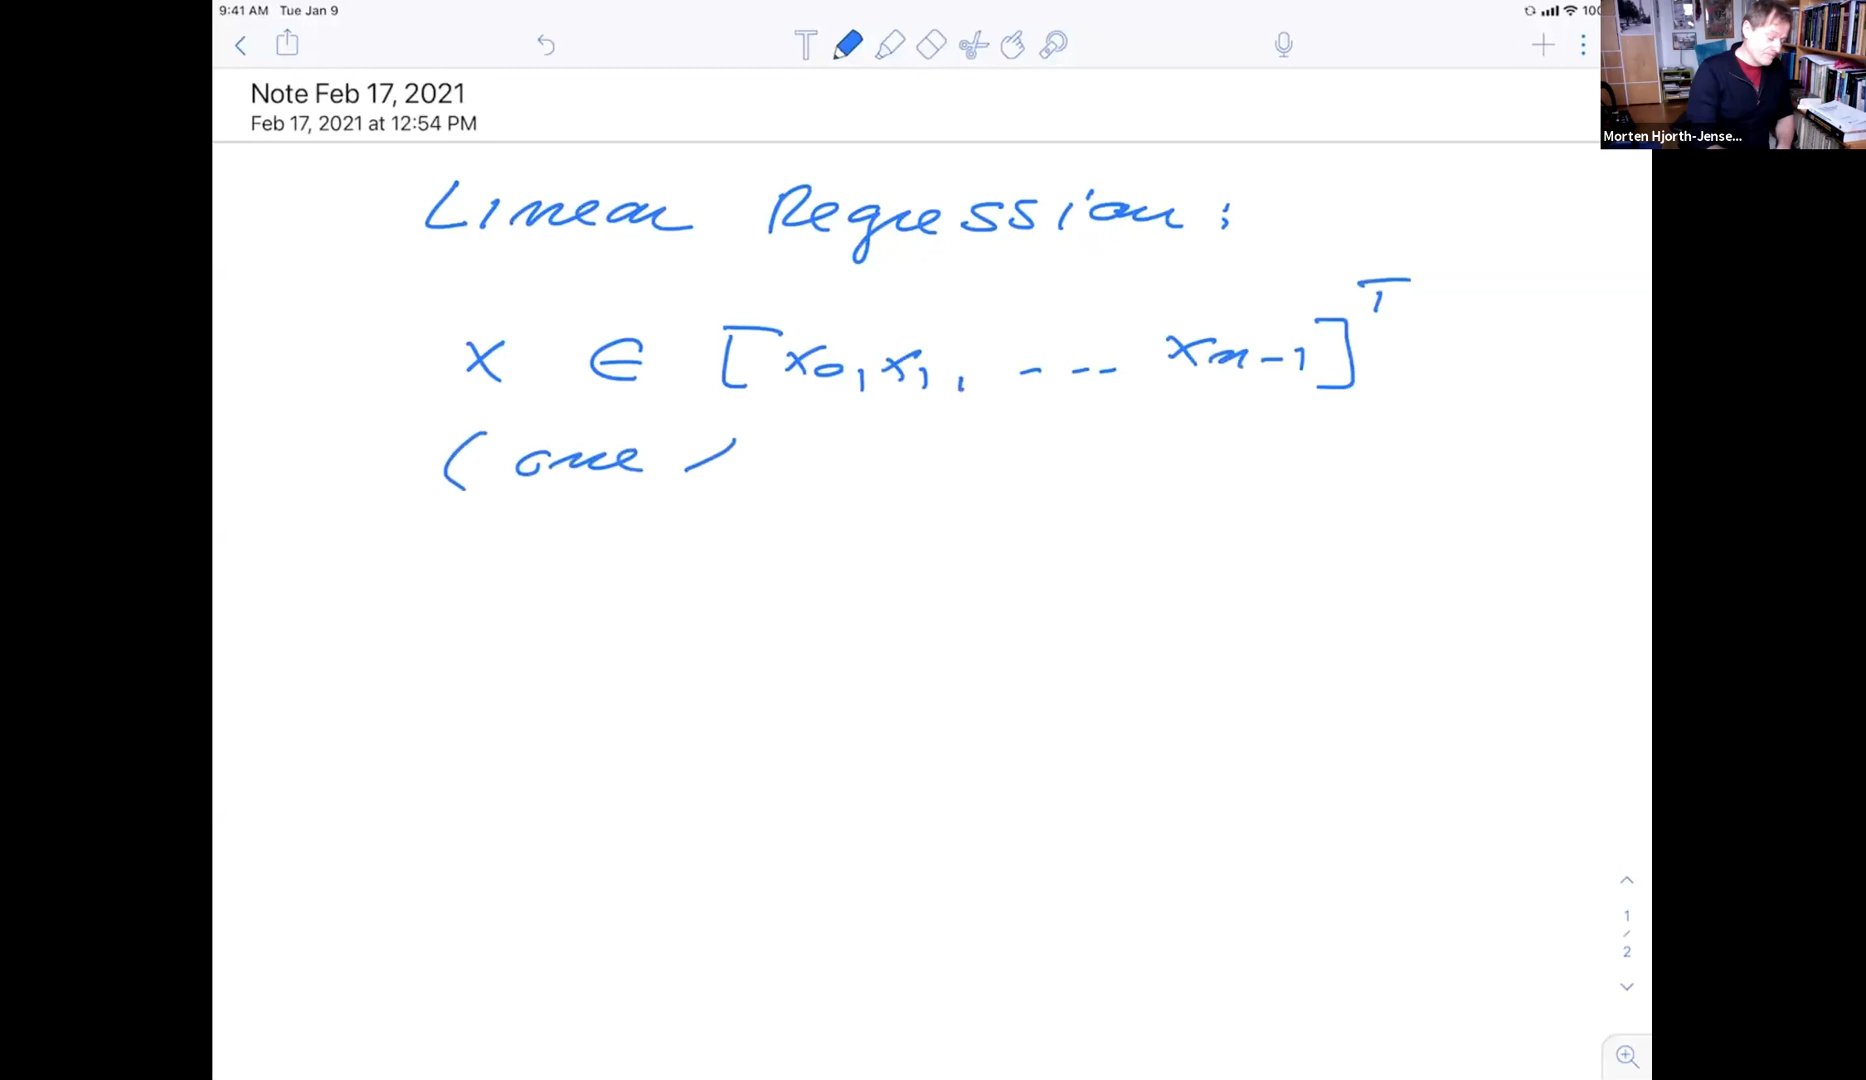 9:41 AM Tue Jan 9
100
Note Feb 17, 2021
Feb 17, 2021 at 12:54 PM
Morten Hjorth-Jense...
Linear Regression :
x ∈ [x₀, x₁, - - - - xₙ₋₁]ᵀ
( one
1
/
2